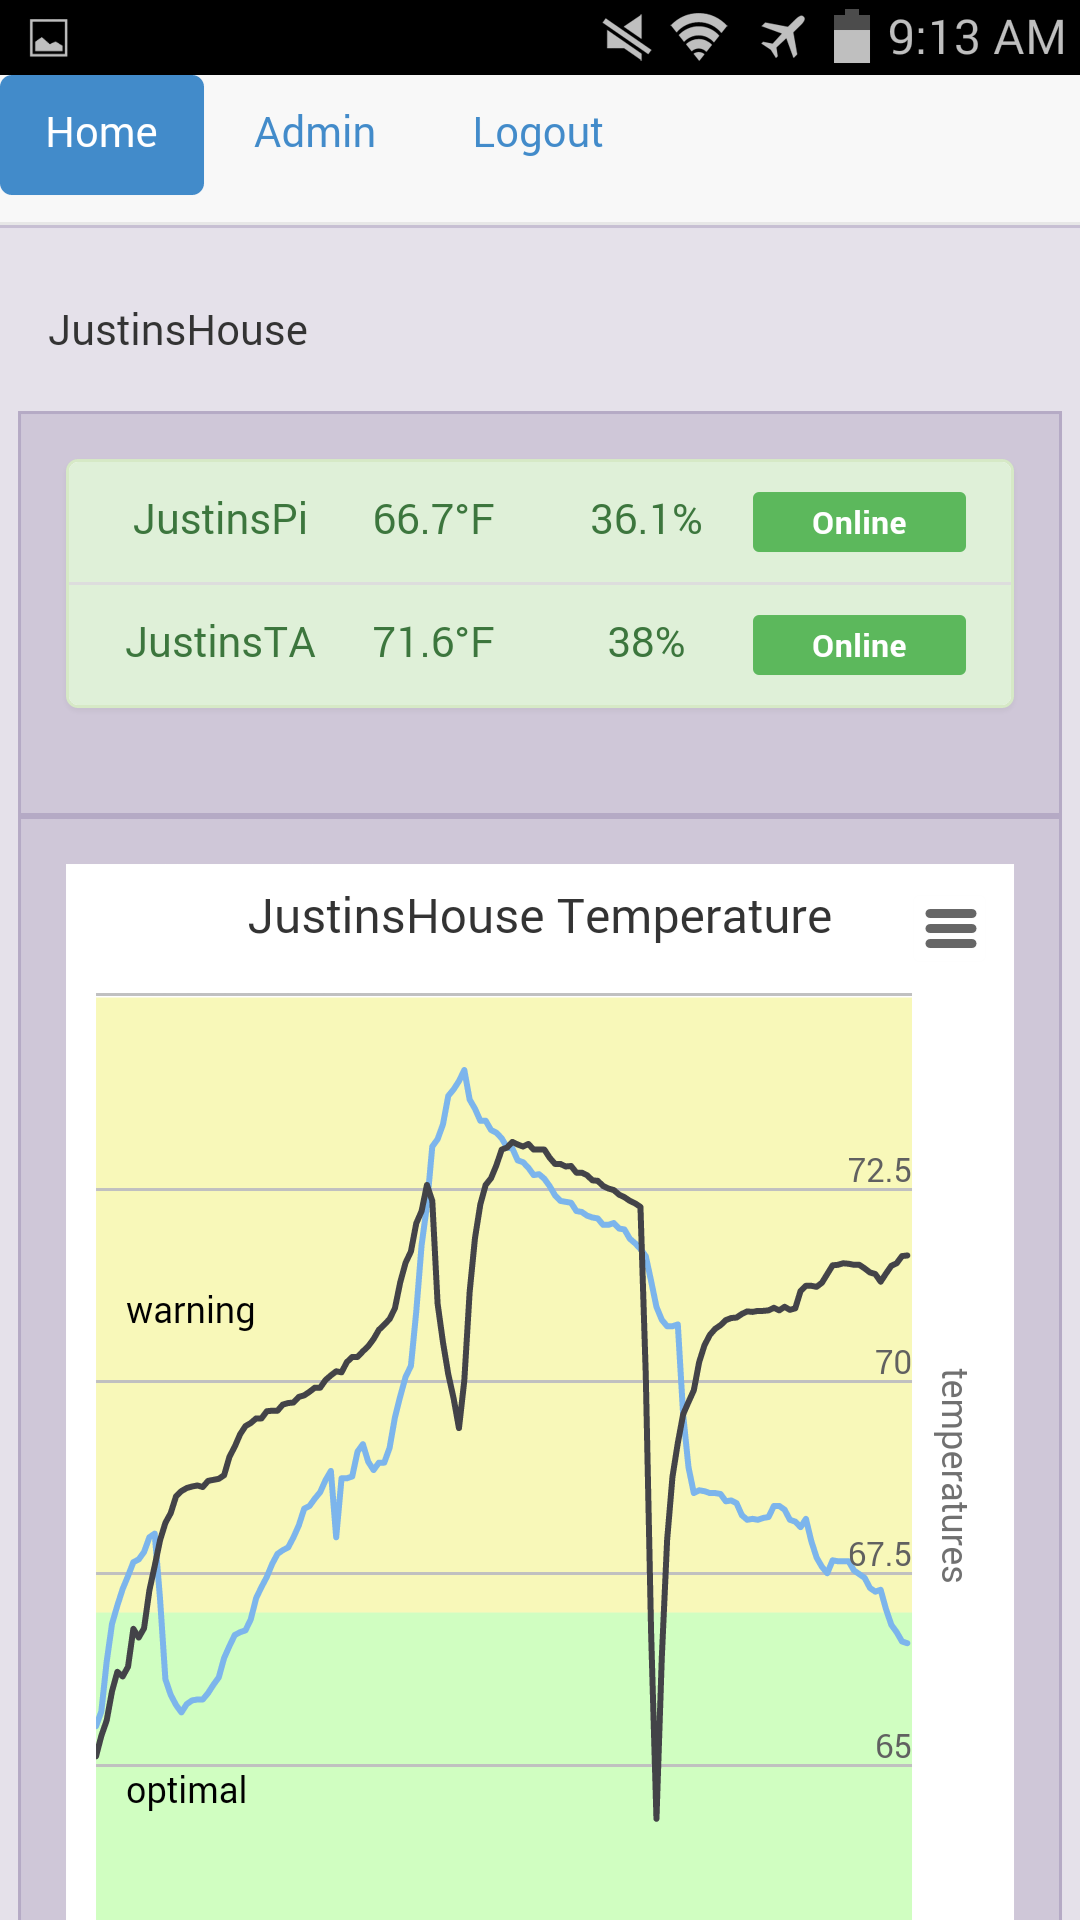 9:13 AM
Home Admin Logout
JustinsHouse
JustinsPi 66.7°F 36.1% Online
JustinsTA 71.6°F 38% Online
JustinsHouse Temperature
72.5
warning
70
temperatures
67.5
65
optimal